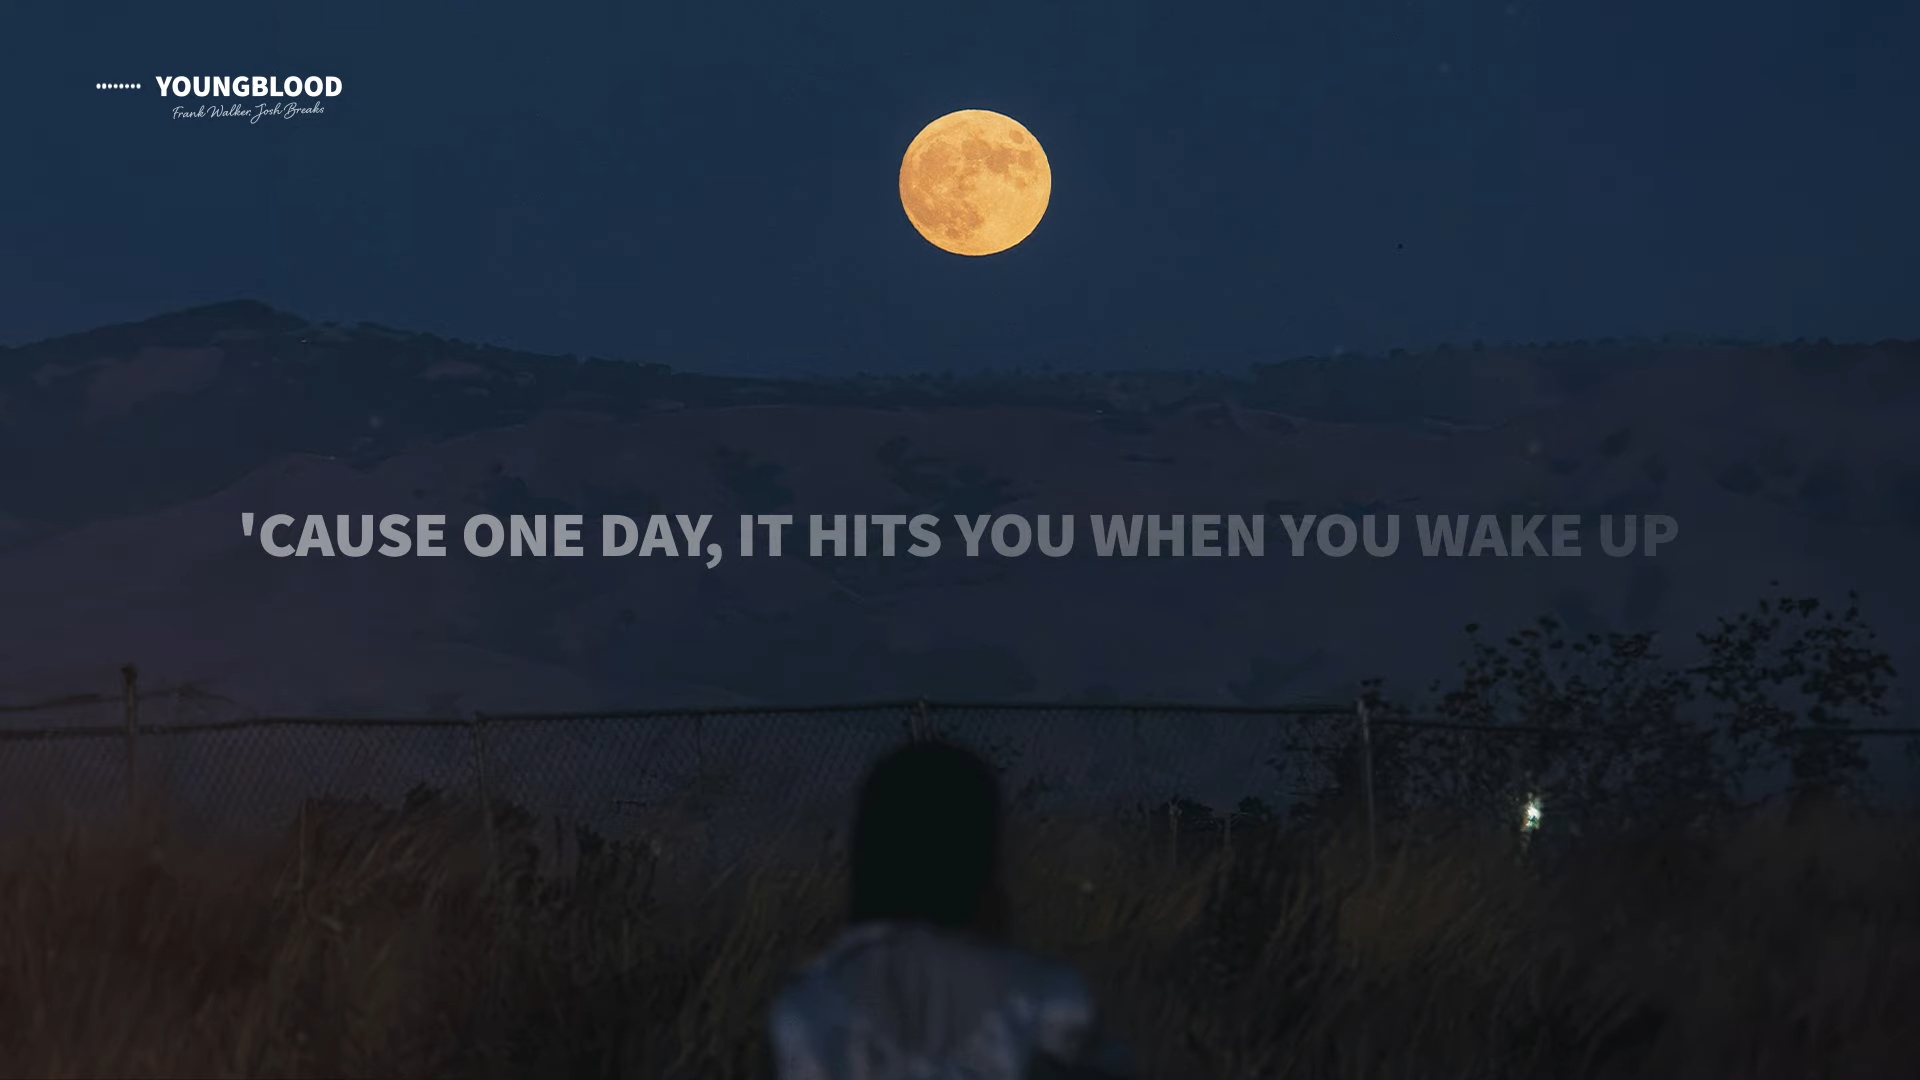 YOUNGBLOOD
Frank Walker, Josh Breaks
'CAUSE ONE DAY, IT HITS YOU WHEN YOU WAKE UP